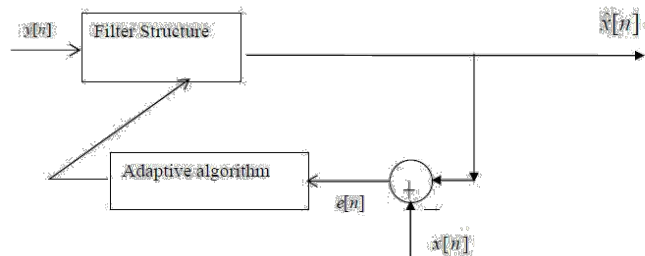 x̂[n]
y[n]
Filter Structure
Adaptive algorithm
+
e[n]
_
x[n]